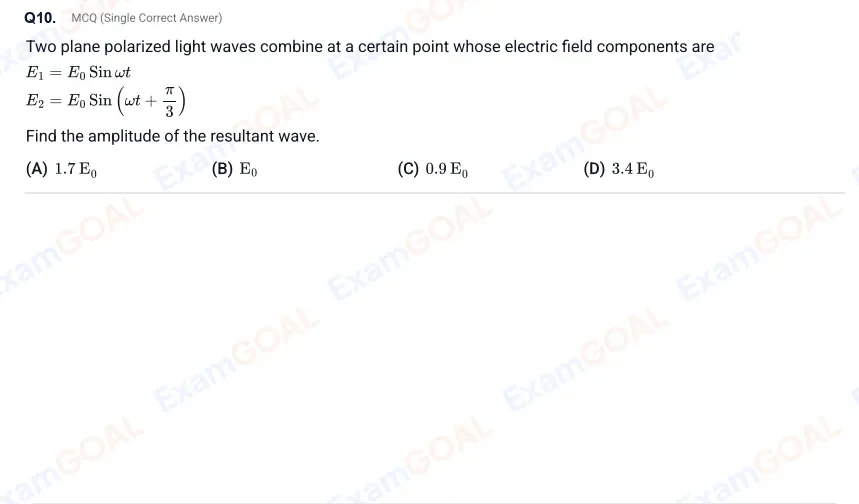 Q10. MCQ (Single Correct Answer)
Two plane polarized light waves combine at a certain point whose electric field components are
E₁ = E₀ Sin ωt
E₂ = E₀ Sin (ωt + π/3)
Find the amplitude of the resultant wave.
(A) 1.7 E₀ (B) E₀ (C) 0.9 E₀ (D) 3.4 E₀